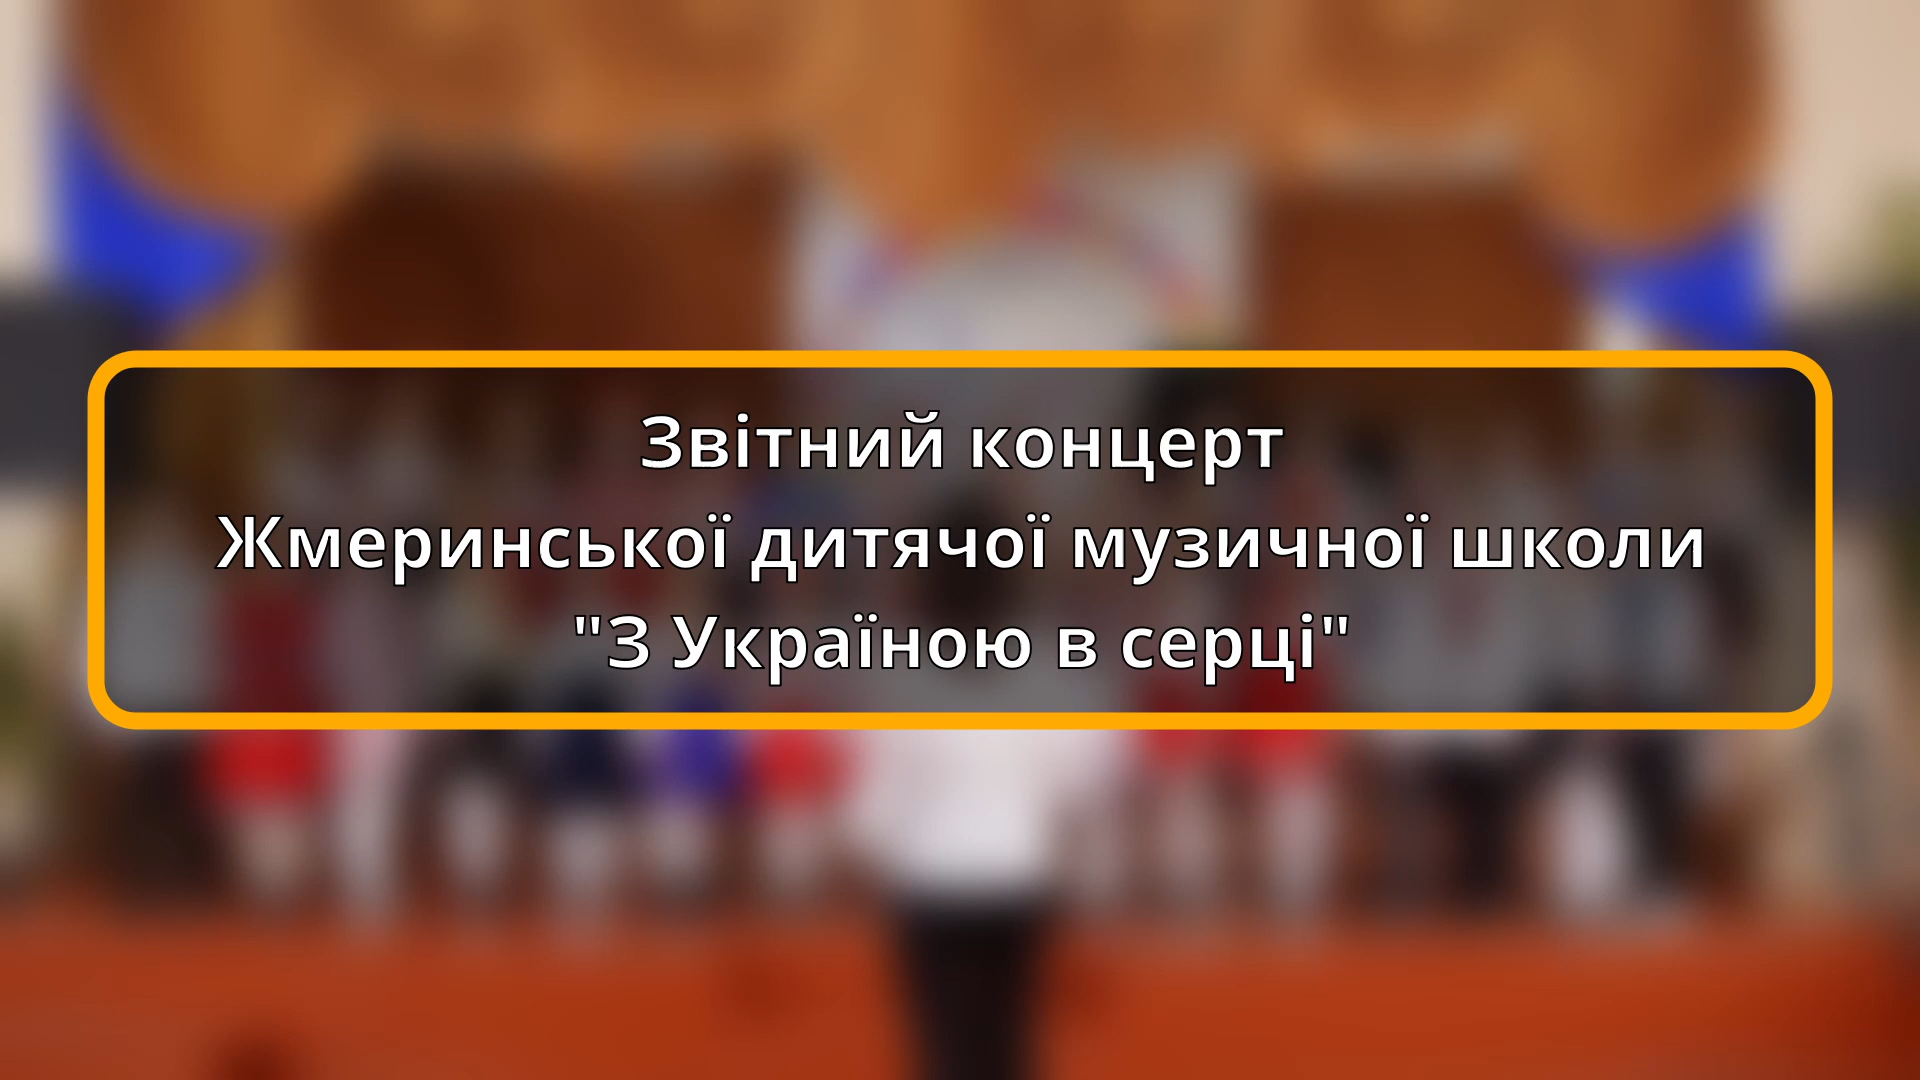 Звітний концерт
Жмеринської дитячої музичної школи
"З Україною в серці"